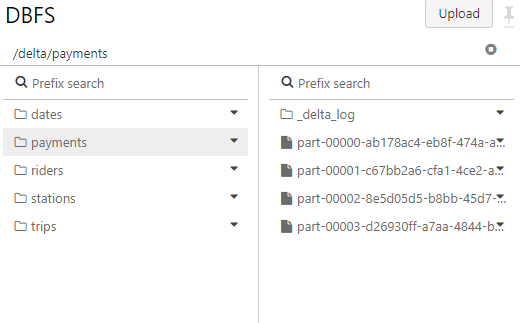 DBFS
Upload
/delta/payments
Prefix search
dates
payments
riders
stations
trips
Prefix search
_delta_log
part-00000-ab178ac4-eb8f-474a-a...
part-00001-c67bb2a6-cfa1-4ce2-a...
part-00002-8e5d05d5-b8bb-45d7-...
part-00003-d26930ff-a7aa-4844-b...